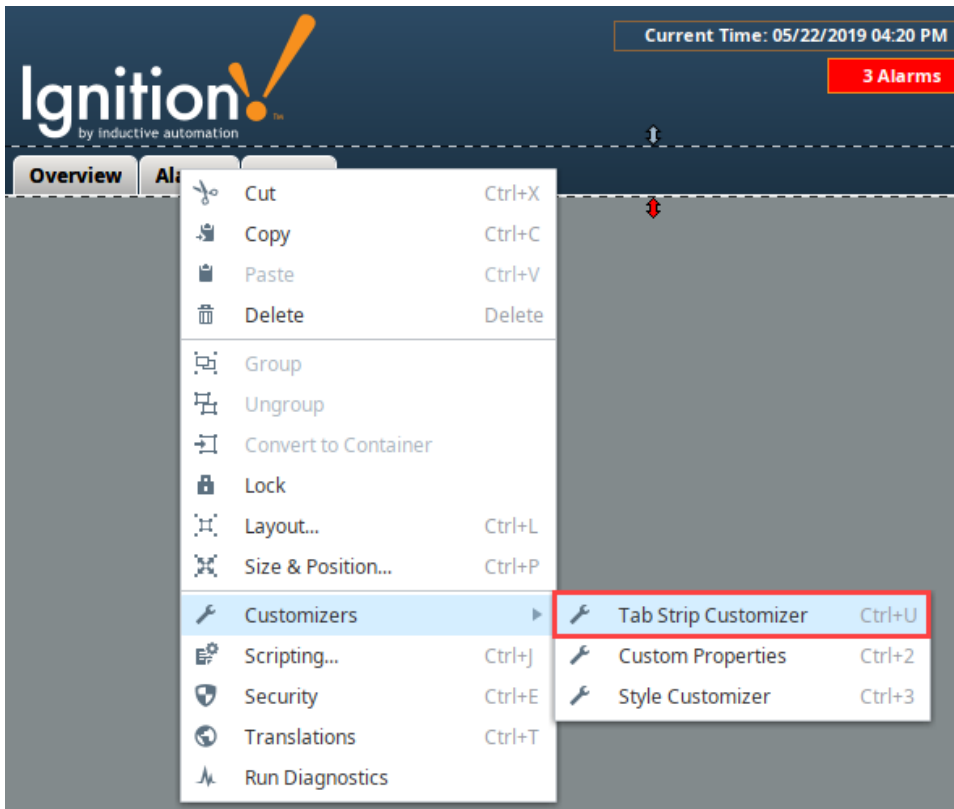 Current Time: 05/22/2019 04:20 PM
3 Alarms
Ignition
by inductive automation
Overview
Cut Ctrl+X
Copy Ctrl+C
Paste Ctrl+V
Delete Delete
Group
Ungroup
Convert to Container
Lock
Layout... Ctrl+L
Size & Position... Ctrl+P
Customizers Tab Strip Customizer Ctrl+U
Scripting... Ctrl+J Custom Properties Ctrl+2
Security Ctrl+E Style Customizer Ctrl+3
Translations Ctrl+T
Run Diagnostics